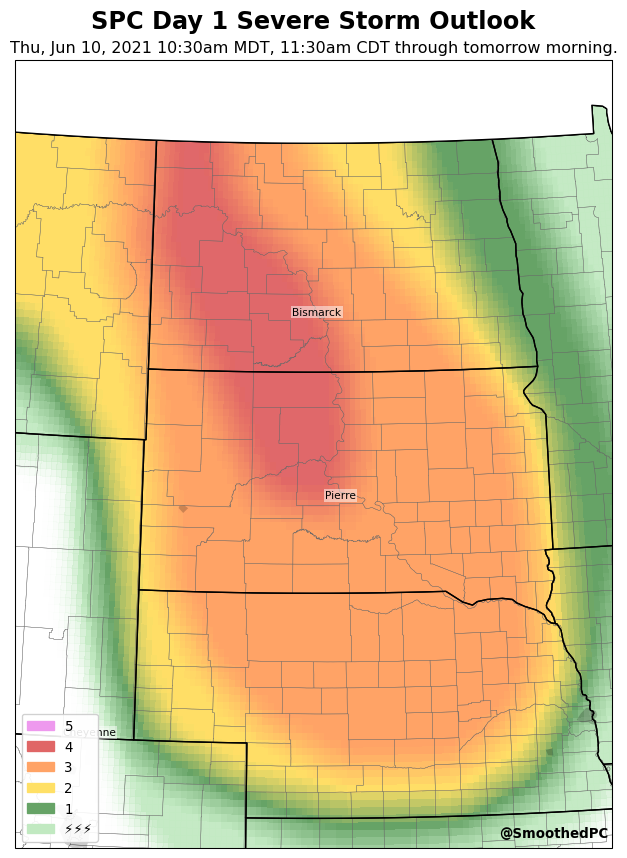 SPC Day 1 Severe Storm Outlook
Thu, Jun 10, 2021 10:30am MDT, 11:30am CDT through tomorrow morning.
Bismarck
Pierre
5
4
3
2
1
⚡⚡⚡
@SmoothedPC